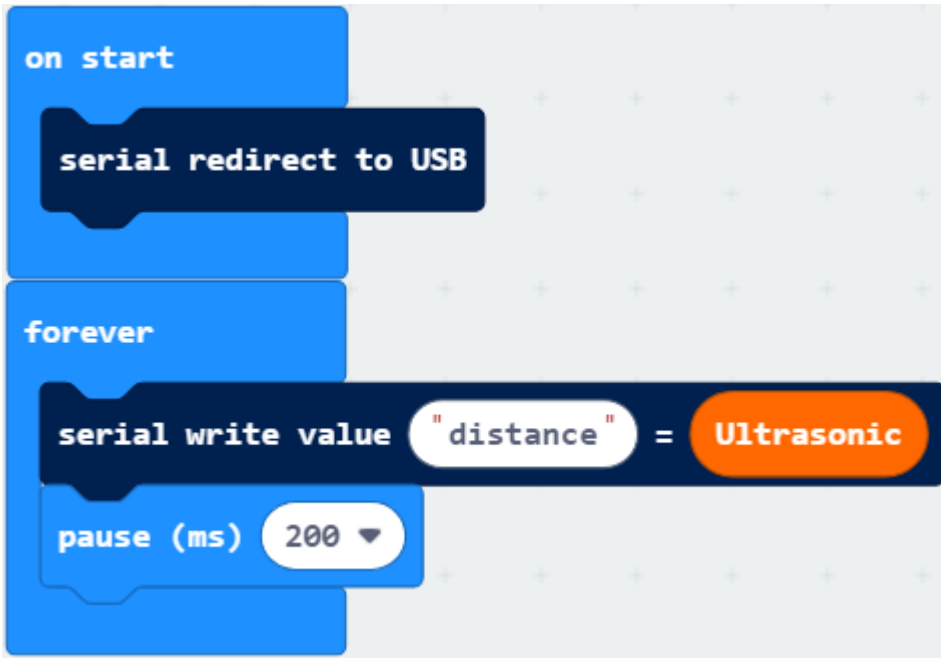 on start
serial redirect to USB
forever
serial write value "distance" = Ultrasonic
pause (ms) 200